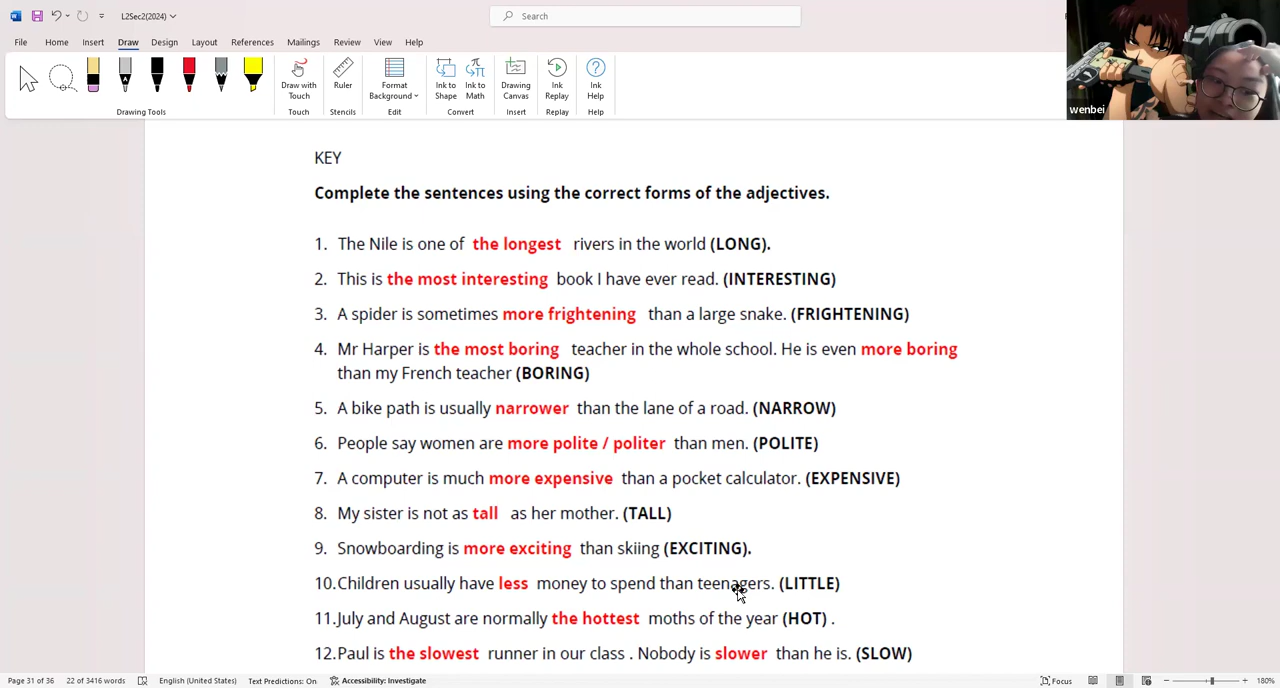 L2Sec2(2024)
Search
File Home Insert Draw Design Layout References Mailings Review View Help
Draw with Touch
Ruler
Format Background
Ink to Shape
Ink to Math
Drawing Canvas
Ink Replay
Ink Help
Drawing Tools Touch Stencils Edit Convert Insert Replay Help
wenbei
KEY
Complete the sentences using the correct forms of the adjectives.
1. The Nile is one of the longest rivers in the world (LONG).
2. This is the most interesting book I have ever read. (INTERESTING)
3. A spider is sometimes more frightening than a large snake. (FRIGHTENING)
4. Mr Harper is the most boring teacher in the whole school. He is even more boring
than my French teacher (BORING)
5. A bike path is usually narrower than the lane of a road. (NARROW)
6. People say women are more polite / politer than men. (POLITE)
7. A computer is much more expensive than a pocket calculator. (EXPENSIVE)
8. My sister is not as tall as her mother. (TALL)
9. Snowboarding is more exciting than skiing (EXCITING).
10.Children usually have less money to spend than teenagers. (LITTLE)
11.July and August are normally the hottest moths of the year (HOT) .
12.Paul is the slowest runner in our class . Nobody is slower than he is. (SLOW)
Page 31 of 36 22 of 3416 words English (United States) Text Predictions: On Accessibility: Investigate Focus 180%